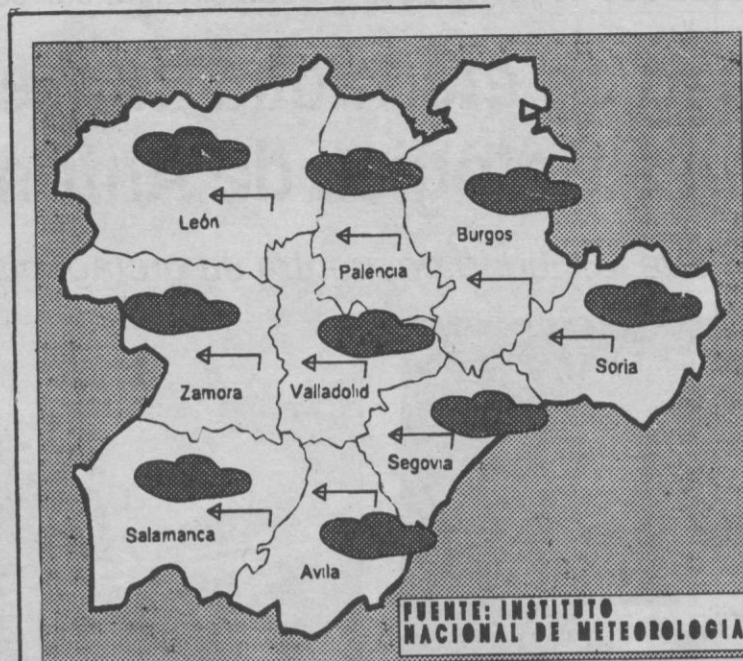 León
Palencia
Burgos
Soria
Zamora
Valladolid
Segovia
Salamanca
Avila
FUENTE: INSTITUTO
NACIONAL DE METEOROLOGIA